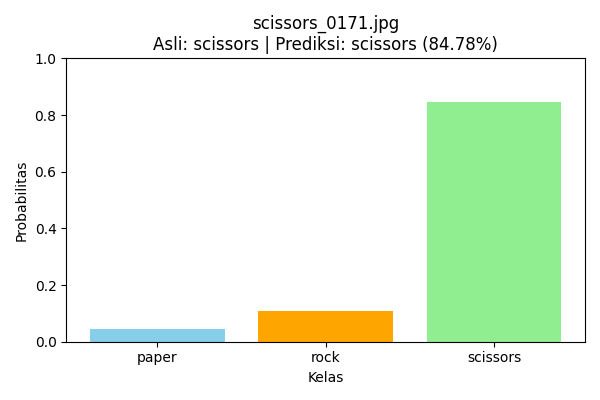 scissors_0171.jpg
Asli: scissors | Prediksi: scissors (84.78%)
1.0
0.8
0.6
0.4
0.2
0.0
Probabilitas
paper rock scissors
Kelas